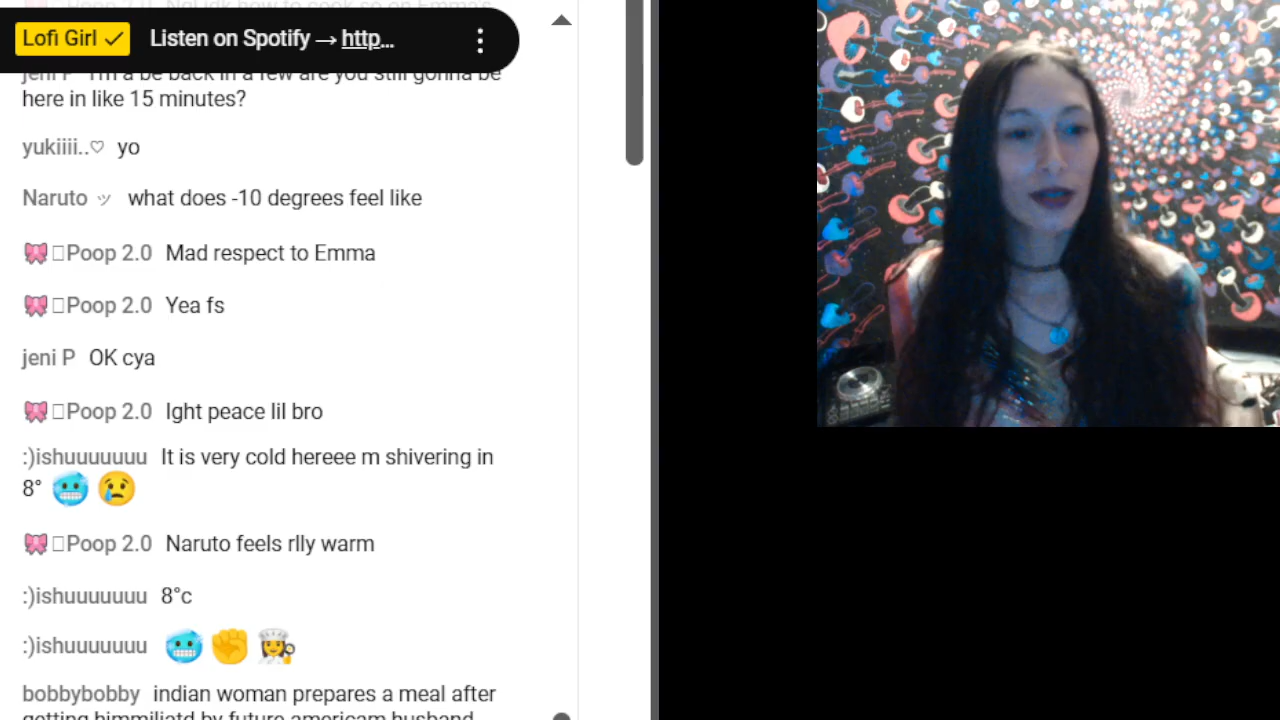 Lofi Girl ✓ Listen on Spotify → http...
here in like 15 minutes?
yukiiii..♡ yo
Naruto ッ what does -10 degrees feel like
Poop 2.0 Mad respect to Emma
Poop 2.0 Yea fs
jeni P OK cya
Poop 2.0 Ight peace lil bro
:)ishuuuuuuu It is very cold hereee m shivering in
8° 🥶 😢
Poop 2.0 Naruto feels rlly warm
:)ishuuuuuuu 8°c
:)ishuuuuuuu 🥶 ✊ 👩‍🍳
bobbybobby indian woman prepares a meal after